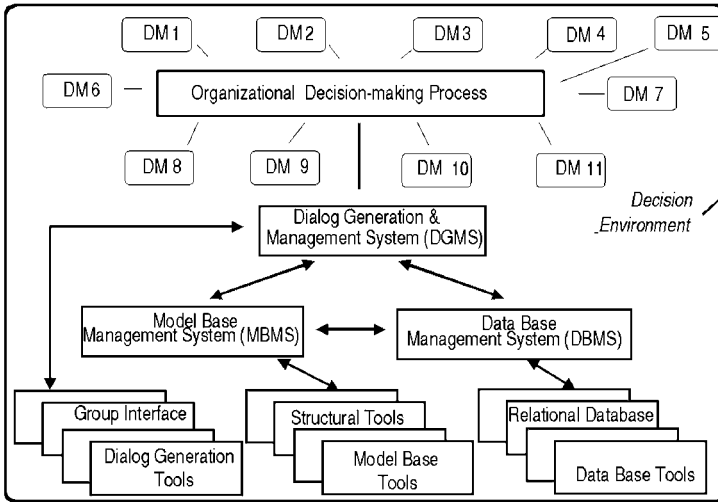 DM 1
DM 2
DM 3
DM 4
DM 5
DM 6
Organizational Decision-making Process
DM 7
DM 8
DM 9
DM 10
DM 11
Decision
Environment
Dialog Generation &
Management System (DGMS)
Model Base
Management System (MBMS)
Data Base
Management System (DBMS)
Group Interface
Dialog Generation
Tools
Structural Tools
Model Base
Tools
Relational Database
Data Base Tools